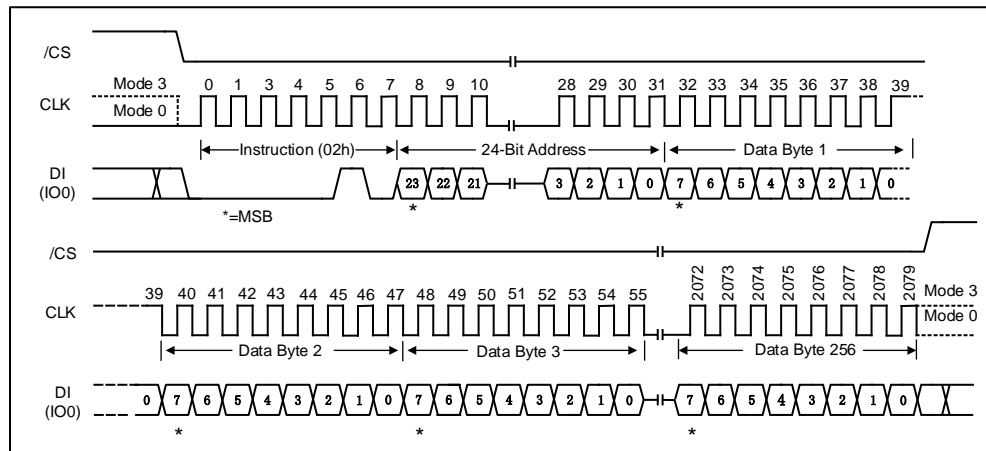 /CS
0 1 3 4 5 6 7 8 9 10 28 29 30 31 32 33 34 35 36 37 38 39
Mode 3
CLK
Mode 0
Instruction (02h) 24-Bit Address Data Byte 1
DI
(IO0)
23 22 21 3 2 1 0 7 6 5 4 3 2 1 0
*=MSB * *
/CS
39 40 41 42 43 44 45 46 47 48 49 50 51 52 53 54 55 2072 2073 2074 2075 2076 2077 2078 2079
Mode 3
CLK
Mode 0
Data Byte 2 Data Byte 3 Data Byte 256
DI
(IO0)
0 7 6 5 4 3 2 1 0 7 6 5 4 3 2 1 0 7 6 5 4 3 2 1 0
* * *